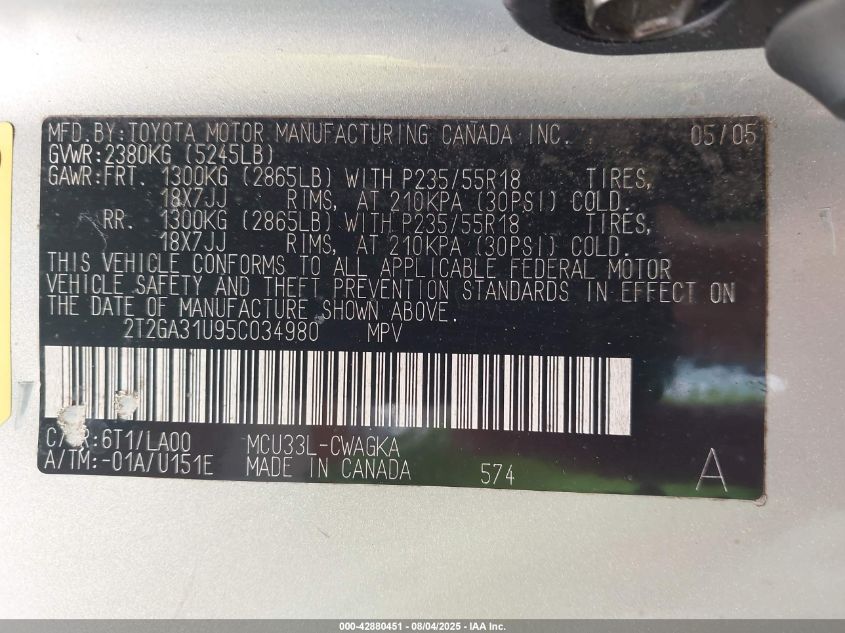 MFD.BY:TOYOTA MOTOR MANUFACTURING CANADA INC. 05/05
GVWR:2380KG (5245LB)
GAWR:FRT. 1300KG (2865LB) WITH P235/55R18 TIRES,
18X7JJ RIMS, AT 210KPA (30PSI) COLD.
RR. 1300KG (2865LB) WITH P235/55R18 TIRES,
18X7JJ RIMS, AT 210KPA (30PSI) COLD.
THIS VEHICLE CONFORMS TO ALL APPLICABLE FEDERAL MOTOR
VEHICLE SAFETY AND THEFT PREVENTION STANDARDS IN EFFECT ON
THE DATE OF MANUFACTURE SHOWN ABOVE.
2T2GA31U95C034980 MPV
C/TR:6T1/LA00 MCU33L-CWAGKA
A/TM:-01A/U151E MADE IN CANADA 574 A
000-42880451 - 08/04/2025 - IAA Inc.